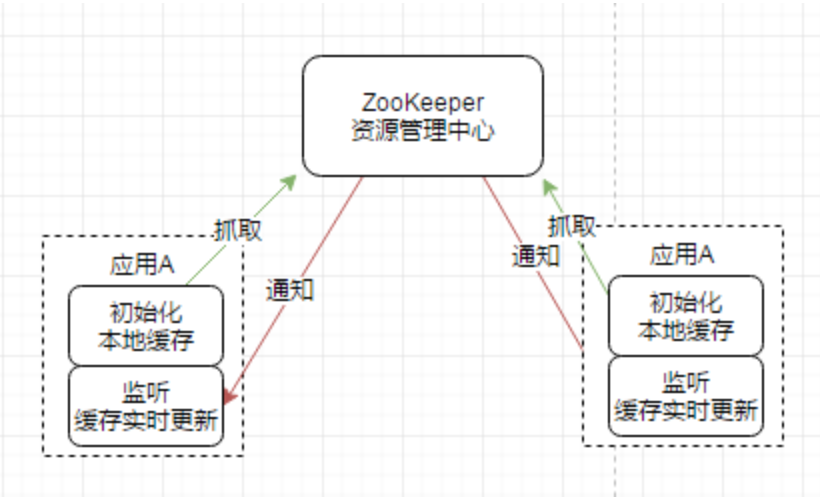 ZooKeeper
资源管理中心
抓取
通知
应用A
初始化
本地缓存
监听
缓存实时更新
抓取
通知
应用A
初始化
本地缓存
监听
缓存实时更新